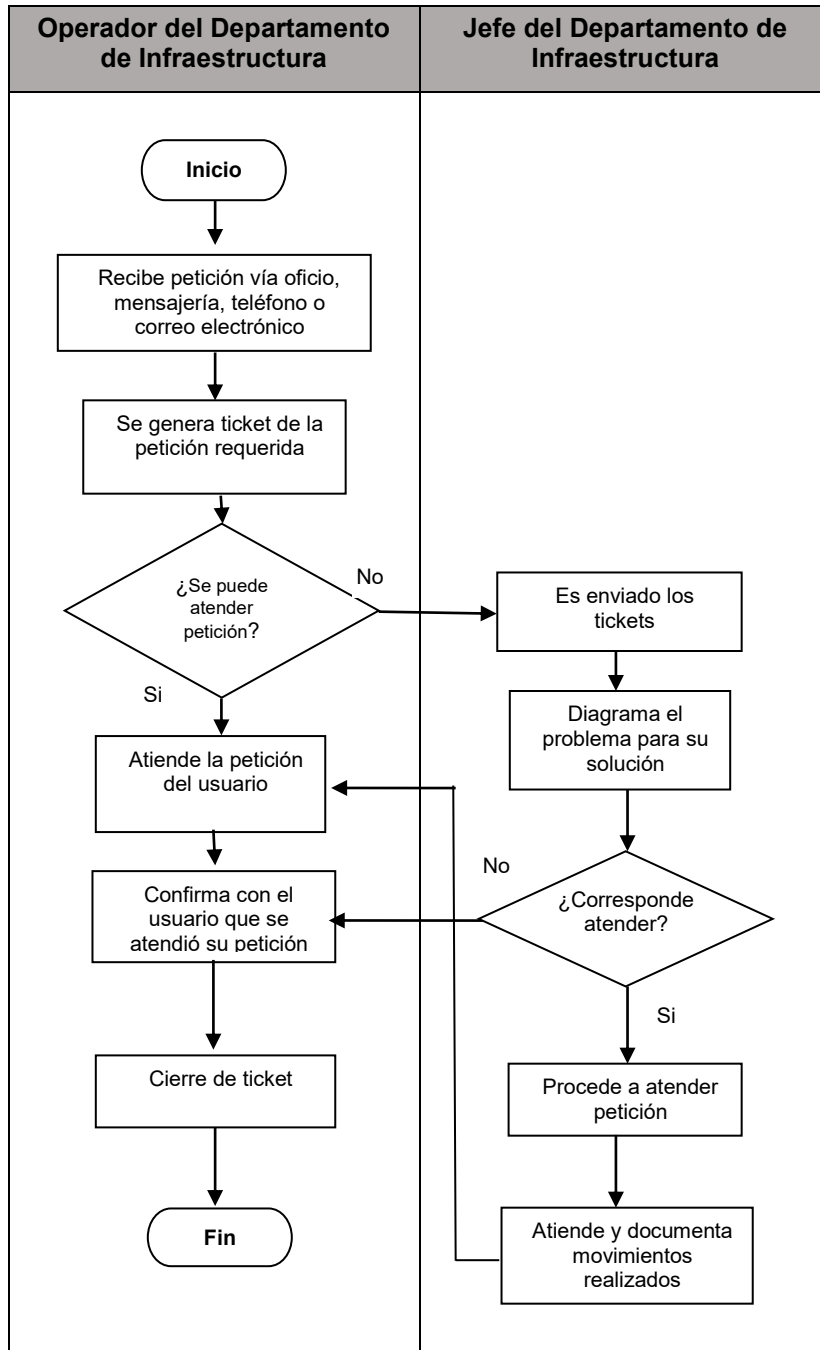 Operador del Departamento
de Infraestructura
Jefe del Departamento de
Infraestructura
Inicio
Recibe petición vía oficio,
mensajería, teléfono o
correo electrónico
Se genera ticket de la
petición requerida
¿Se puede
atender
petición?
No
Si
Es enviado los
tickets
Diagrama el
problema para su
solución
Atiende la petición
del usuario
No
¿Corresponde
atender?
Confirma con el
usuario que se
atendió su petición
Si
Cierre de ticket
Procede a atender
petición
Fin
Atiende y documenta
movimientos
realizados